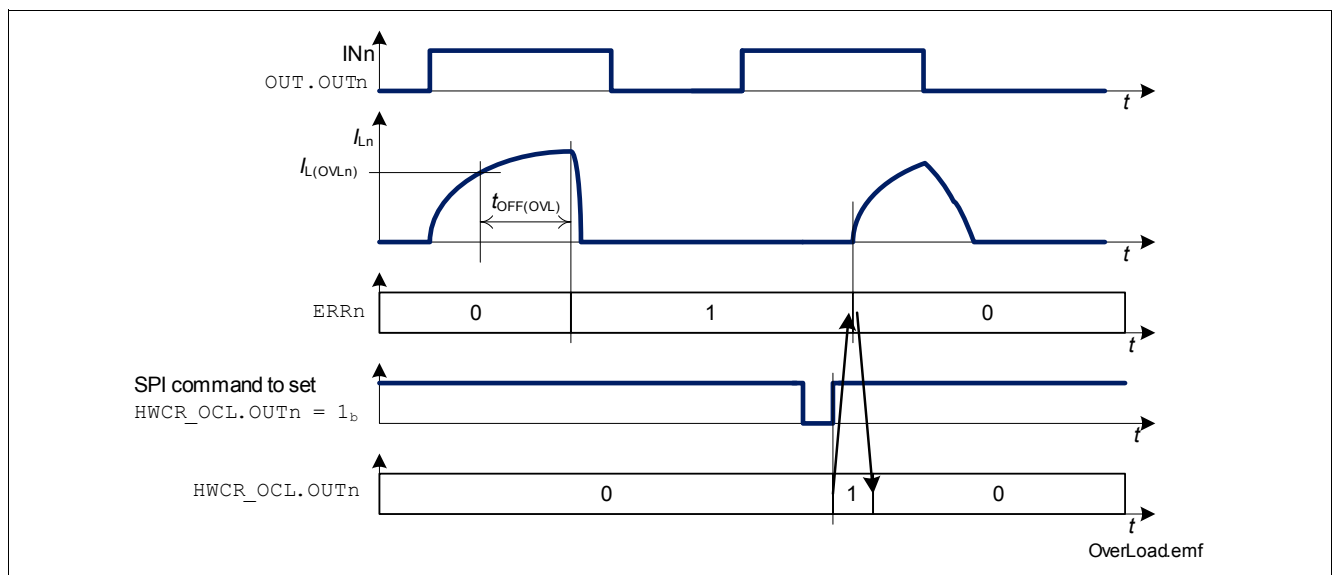 INn
OUT.OUTn
t
ILn
IL(OVLn)
tOFF(OVL)
t
ERRn
0
1
0
t
SPI command to set
HWCR_OCL.OUTn = 1b
t
HWCR_OCL.OUTn
0
1
0
t
OverLoad.emf